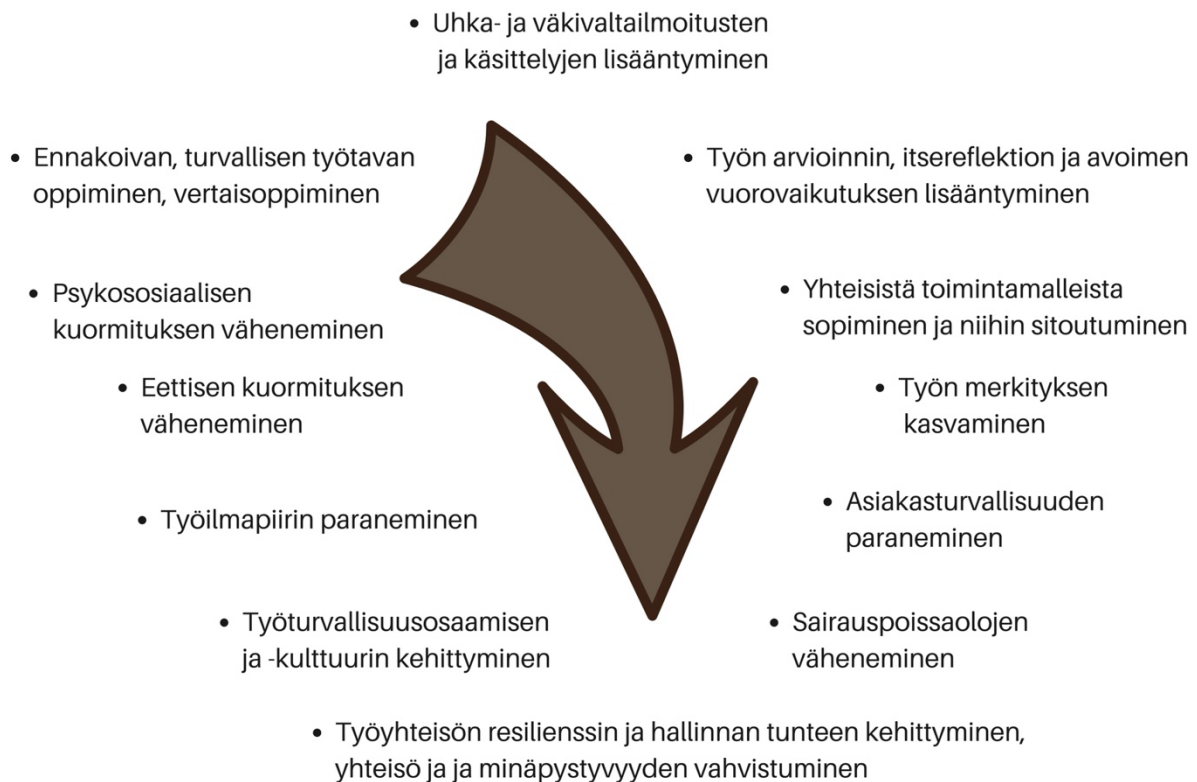 • Uhka- ja väkivaltailmoitusten
ja käsittelyjen lisääntyminen
• Ennakoivan, turvallisen työtavan
oppiminen, vertaisoppiminen
• Työn arvioinnin, itsereflektion ja avoimen
vuorovaikutuksen lisääntyminen
• Psykososiaalisen
kuormituksen väheneminen
• Yhteisistä toimintamalleista
sopiminen ja niihin sitoutuminen
• Eettisen kuormituksen
väheneminen
• Työn merkityksen
kasvaminen
• Työilmapiirin paraneminen
• Asiakasturvallisuuden
paraneminen
• Työturvallisuusosaamisen
ja -kulttuurin kehittyminen
• Sairauspoissaolojen
väheneminen
• Työyhteisön resilienssin ja hallinnan tunteen kehittyminen,
yhteisö ja ja minäpystyvyyden vahvistuminen